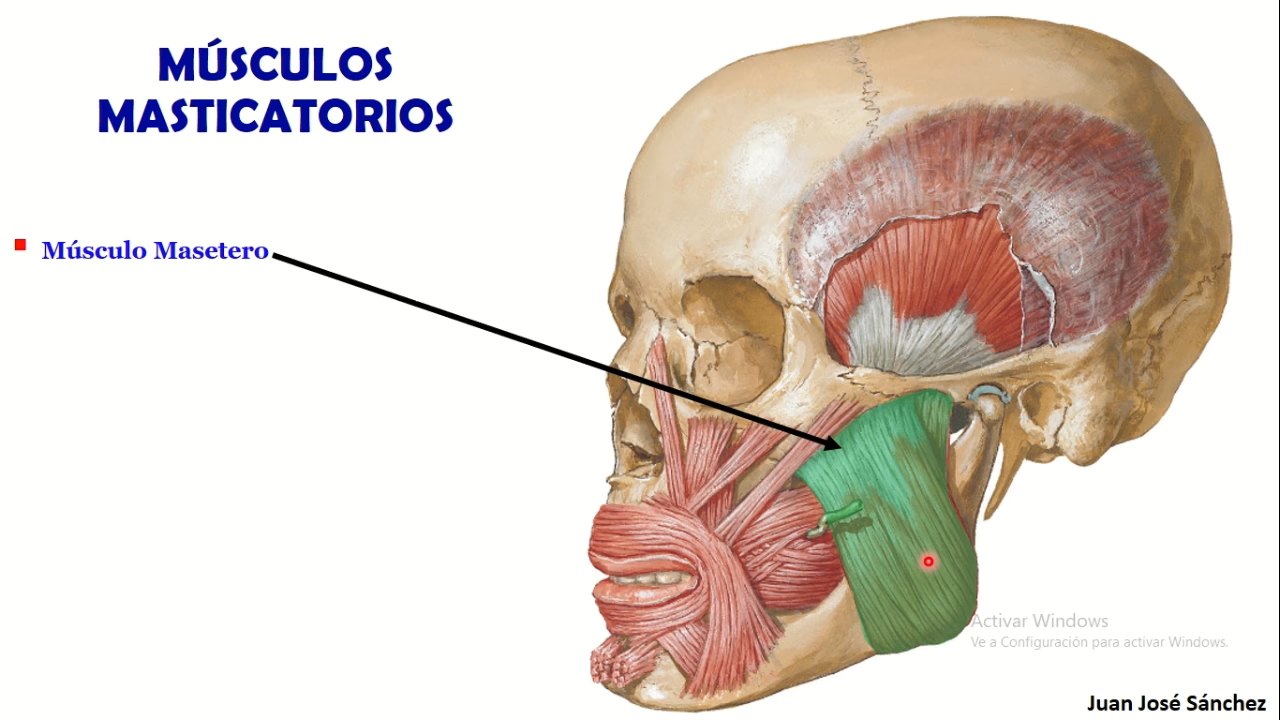 MÚSCULOS
MASTICATORIOS
Músculo Masetero
Activar Windows
Ve a Configuración para activar Windows.
Juan José Sánchez